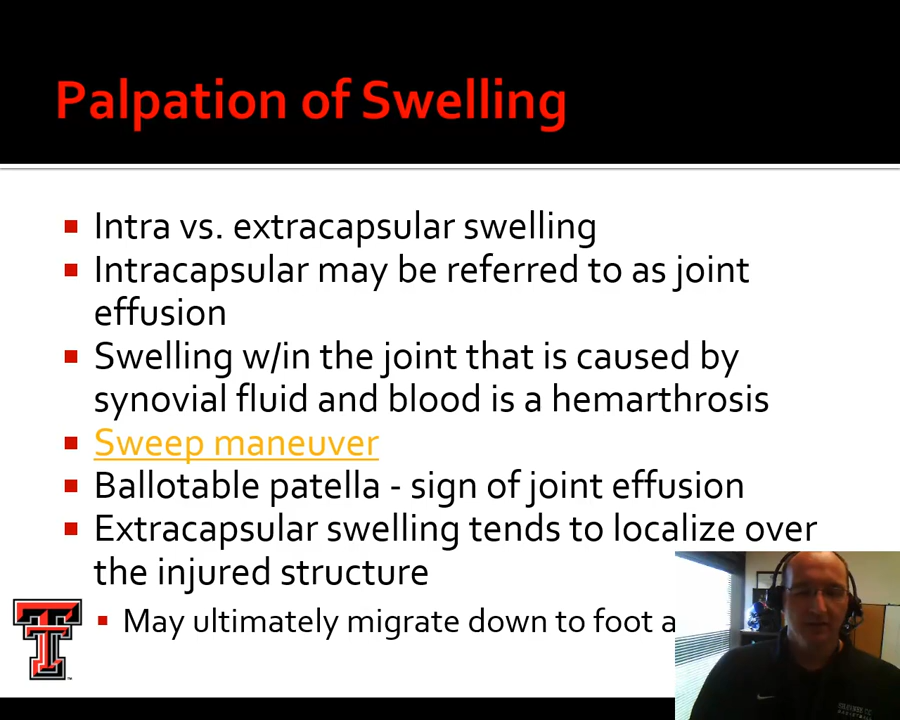 Palpation of Swelling
Intra vs. extracapsular swelling
Intracapsular may be referred to as joint
effusion
Swelling w/in the joint that is caused by
synovial fluid and blood is a hemarthrosis
Sweep maneuver
Ballotable patella - sign of joint effusion
Extracapsular swelling tends to localize over
the injured structure
May ultimately migrate down to foot a